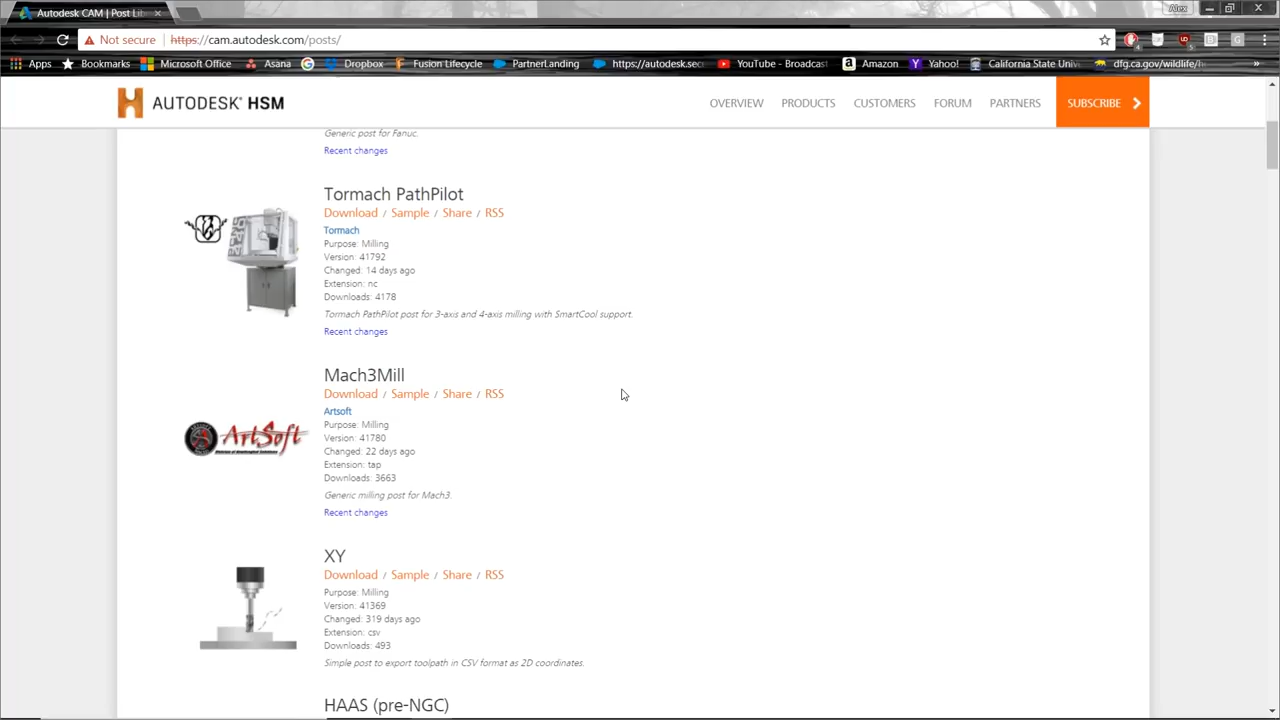 Autodesk CAM | Post Lib
Alex
Not secure | https://cam.autodesk.com/posts/
Apps Bookmarks Microsoft Office Asana Dropbox Fusion Lifecycle PartnerLanding https://autodesk.sec YouTube - Broadcast Amazon Yahoo! California State Univ dfg.ca.gov/wildlife/h »
AUTODESK® HSM
OVERVIEW PRODUCTS CUSTOMERS FORUM PARTNERS SUBSCRIBE
Generic post for Fanuc.
Recent changes
Tormach PathPilot
Download / Sample / Share / RSS
Tormach
Purpose: Milling
Version: 41792
Changed: 14 days ago
Extension: nc
Downloads: 4178
Tormach PathPilot post for 3-axis and 4-axis milling with SmartCool support.
Recent changes
Mach3Mill
Download / Sample / Share / RSS
Artsoft
ArtSoft
Purpose: Milling
Version: 41780
Changed: 22 days ago
Extension: tap
Downloads: 3663
Generic milling post for Mach3.
Recent changes
XY
Download / Sample / Share / RSS
Purpose: Milling
Version: 41369
Changed: 319 days ago
Extension: csv
Downloads: 493
Simple post to export toolpath in CSV format as 2D coordinates.
HAAS (pre-NGC)